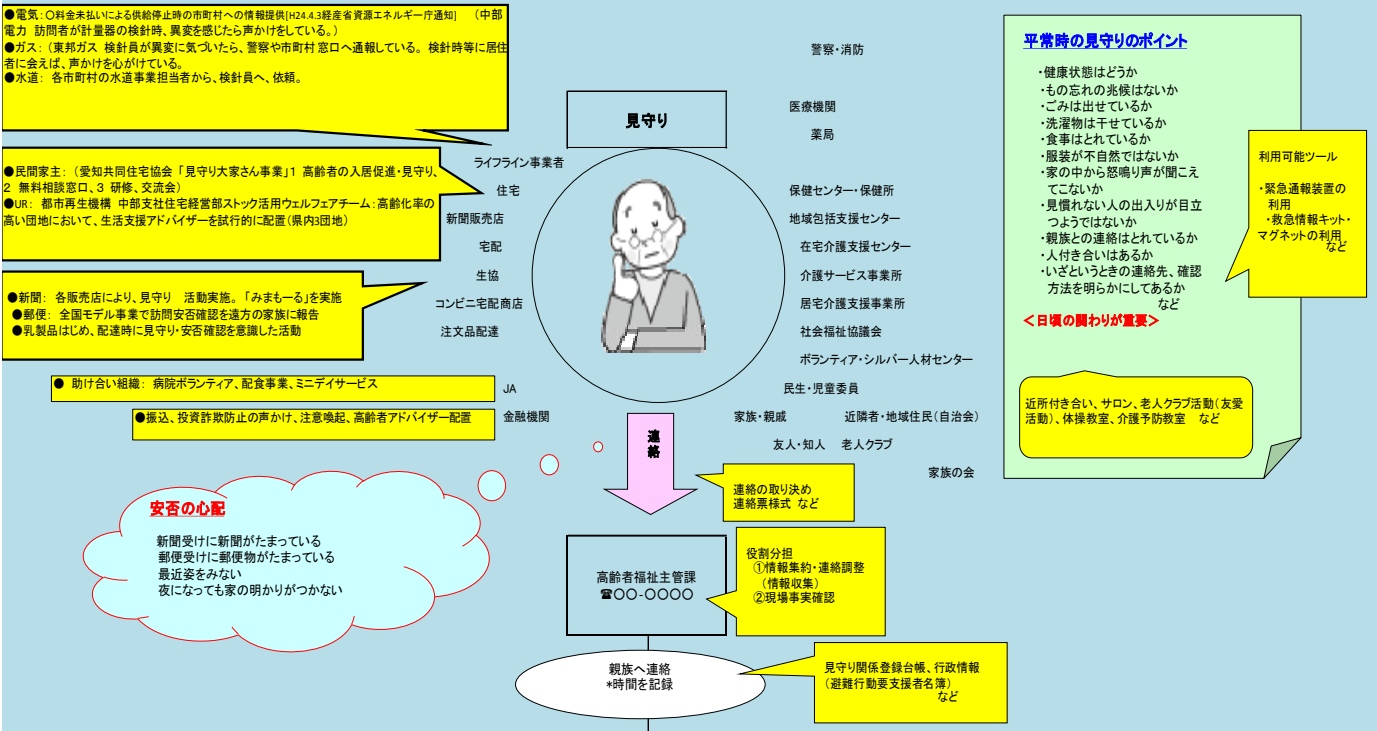 ●電気：〇料金未払いによる供給停止時の市町村への情報提供[H24.4.3経産省資源エネルギー庁通知]　（中部
電力 訪問者が計量器の検針時、異変を感じたら声かけをしている。）
●ガス：（東邦ガス 検針員が異変に気づいたら、警察や市町村窓口へ通報している。 検針時等に居住
者に会えば、声かけを心がけている。
●水道： 各市町村の水道事業担当者から、検針員へ、依頼。
●民間家主：（愛知共同住宅協会 「見守り大家さん事業」1 高齢者の入居促進・見守り、
2 無料相談窓口、3 研修、交流会）
●UR： 都市再生機構 中部支社住宅経営部ストック活用ウェルフェアチーム：高齢化率の
高い団地において、生活支援アドバイザーを試行的に配置（県内3団地）
●新聞： 各販売店により、見守り　活動実施。「みまもーる」を実施
●郵便： 全国モデル事業で訪問安否確認を遠方の家族に報告
●乳製品はじめ、配達時に見守り・安否確認を意識した活動
● 助け合い組織： 病院ボランティア、配食事業、ミニデイサービス
●振込、投資詐欺防止の声かけ、注意喚起、高齢者アドバイザー配置
見守り
ライフライン事業者
住宅
新聞販売店
宅配
生協
コンビニ宅配商店
注文品配達
JA
金融機関
警察・消防
医療機関
薬局
保健センター・保健所
地域包括支援センター
在宅介護支援センター
介護サービス事業所
居宅介護支援事業所
社会福祉協議会
ボランティア・シルバー人材センター
民生・児童委員
家族・親戚
近隣者・地域住民（自治会）
友人・知人
老人クラブ
家族の会
平常時の見守りのポイント
・健康状態はどうか
・もの忘れの兆候はないか
・ごみは出せているか
・洗濯物は干せているか
・食事はとれているか
・服装が不自然ではないか
・家の中から怒鳴り声が聞こえ
てこないか
・見慣れない人の出入りが目立
つようではないか
・親族との連絡はとれているか
・人付き合いはあるか
・いざというときの連絡先、確認
方法を明らかにしてあるか
など
＜日頃の関わりが重要＞
近所付き合い、サロン、老人クラブ活動（友愛
活動）、体操教室、介護予防教室　など
利用可能ツール
・緊急通報装置の
利用
・救急情報キット・
マグネットの利用
など
連絡
連絡の取り決め
連絡票様式 など
安否の心配
新聞受けに新聞がたまっている
郵便受けに郵便物がたまっている
最近姿をみない
夜になっても家の明かりがつかない
高齢者福祉主管課
☎〇〇-〇〇〇〇
役割分担
①情報集約・連絡調整
（情報収集）
②現場事実確認
親族へ連絡
*時間を記録
見守り関係登録台帳、行政情報
（避難行動要支援者名簿）
など